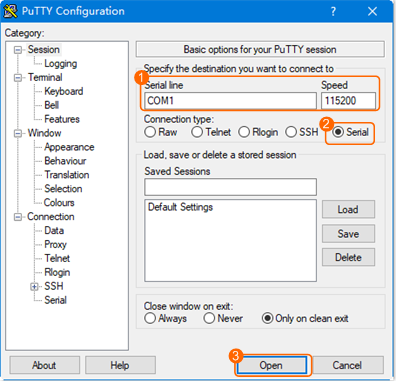 PuTTY Configuration
?
Category:
Session
Logging
Terminal
Keyboard
Bell
Features
Window
Appearance
Behaviour
Translation
Selection
Colours
Connection
Data
Proxy
Telnet
Rlogin
SSH
Serial
Basic options for your PuTTY session
Specify the destination you want to connect to
1
Serial line Speed
COM1 115200
Connection type:
2
Raw Telnet Rlogin SSH Serial
Load, save or delete a stored session
Saved Sessions
Default Settings
Load
Save
Delete
Close window on exit:
Always Never Only on clean exit
3
About Help Open Cancel